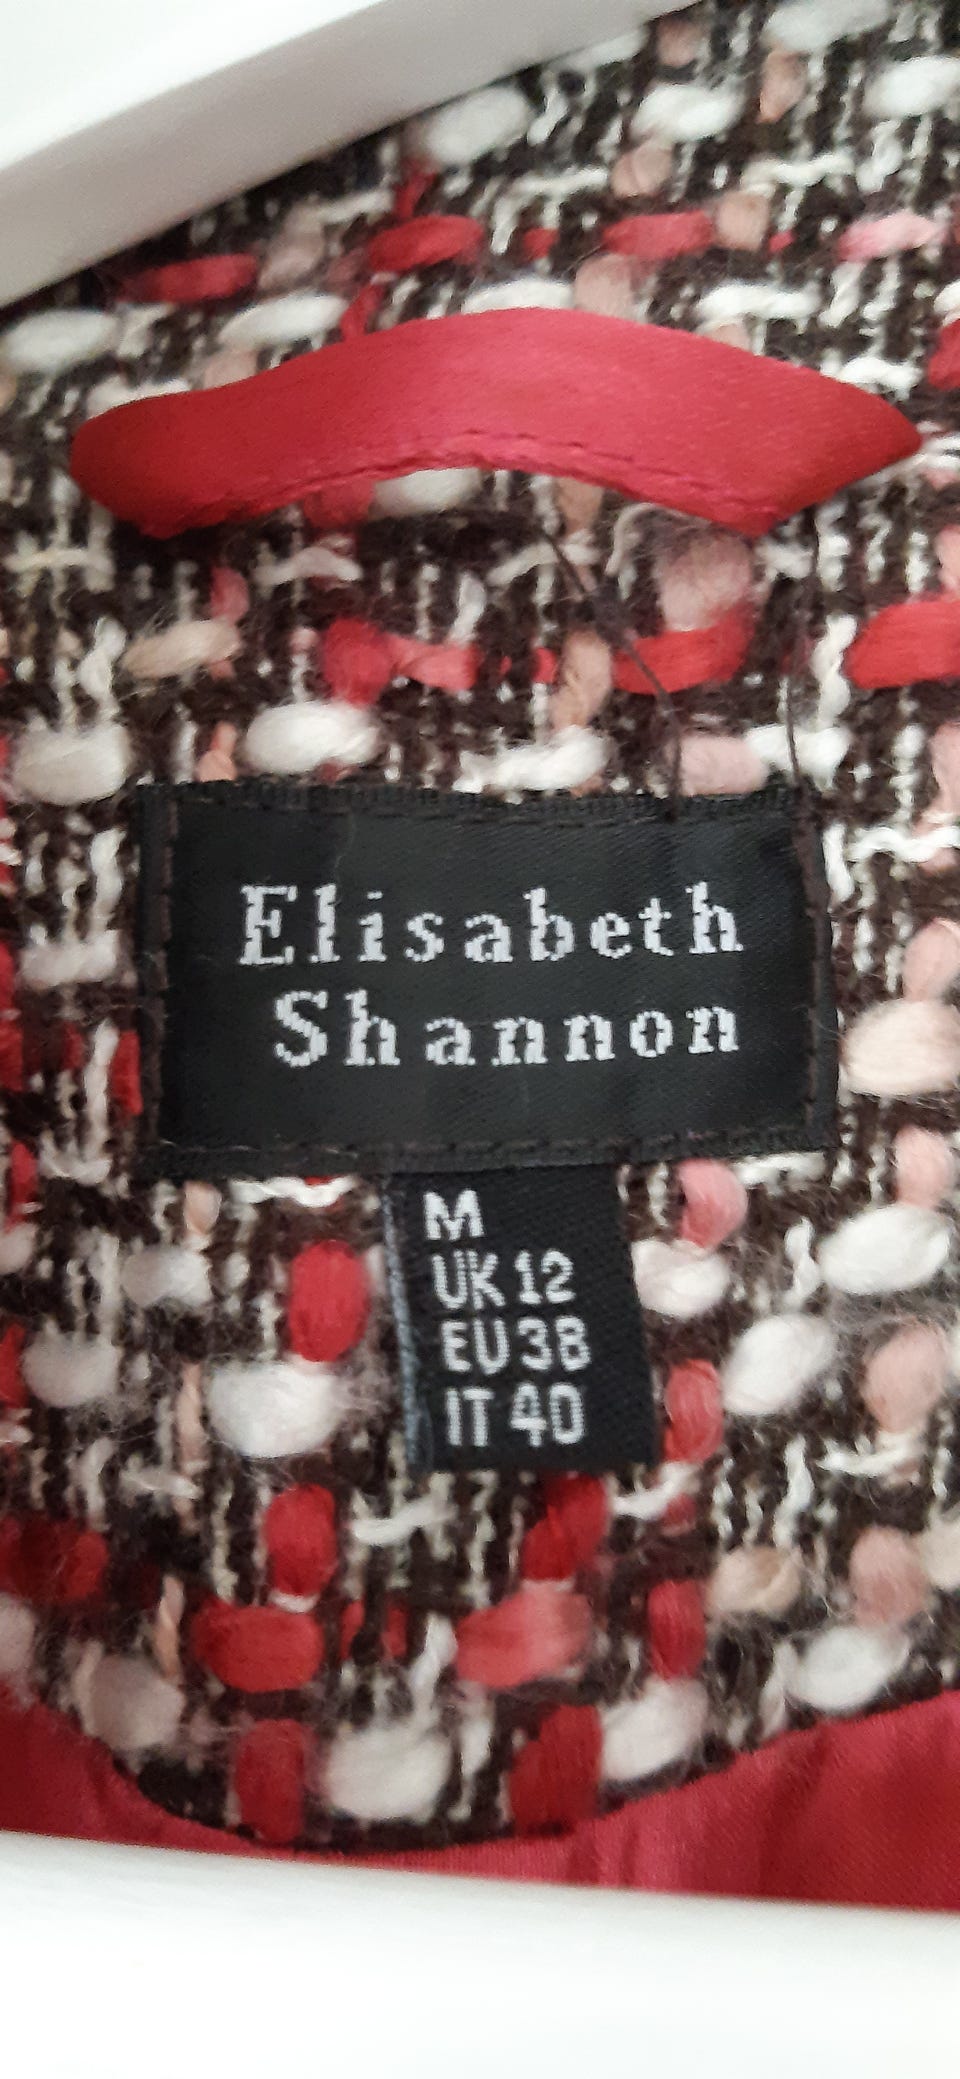 Elisabeth
Shannon
M
UK 12
EU 38
IT 40